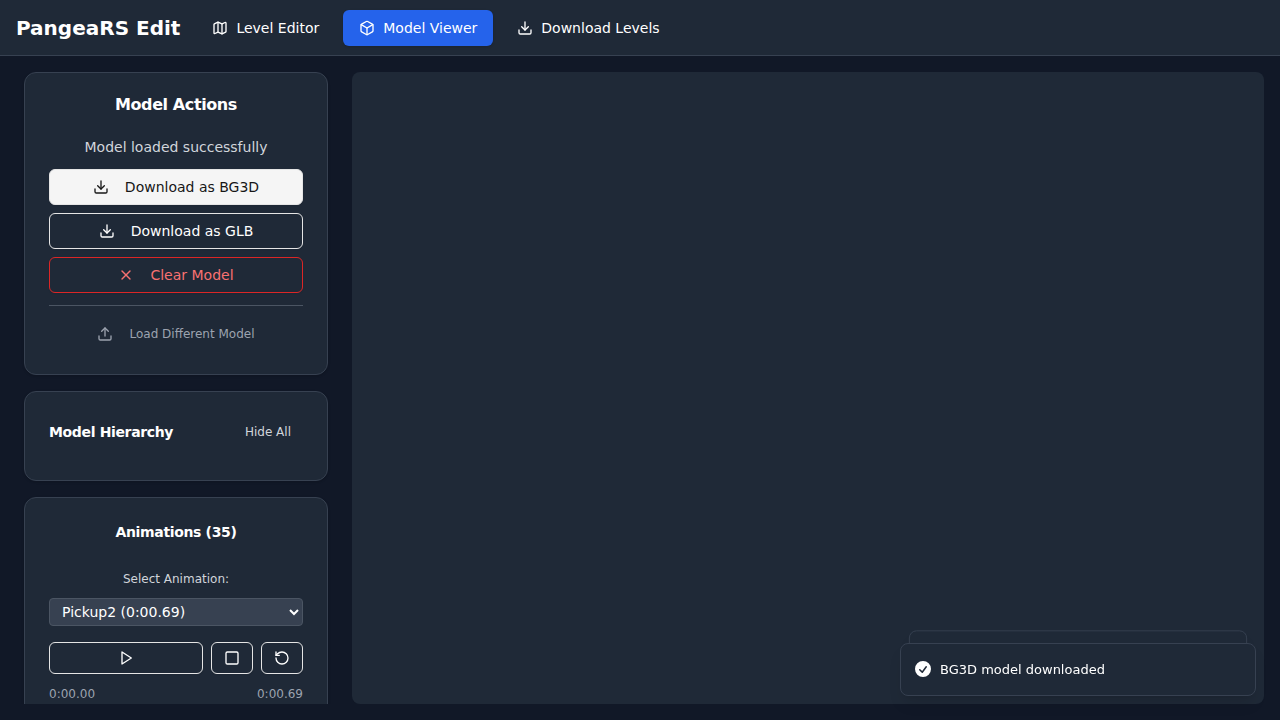 PangeaRS Edit
Level Editor
Model Viewer
Download Levels
Model Actions
Model loaded successfully
Download as BG3D
Download as GLB
Clear Model
Load Different Model
Model Hierarchy
Hide All
Animations (35)
Select Animation:
Pickup2 (0:00.69)
0:00.00
0:00.69
BG3D model downloaded